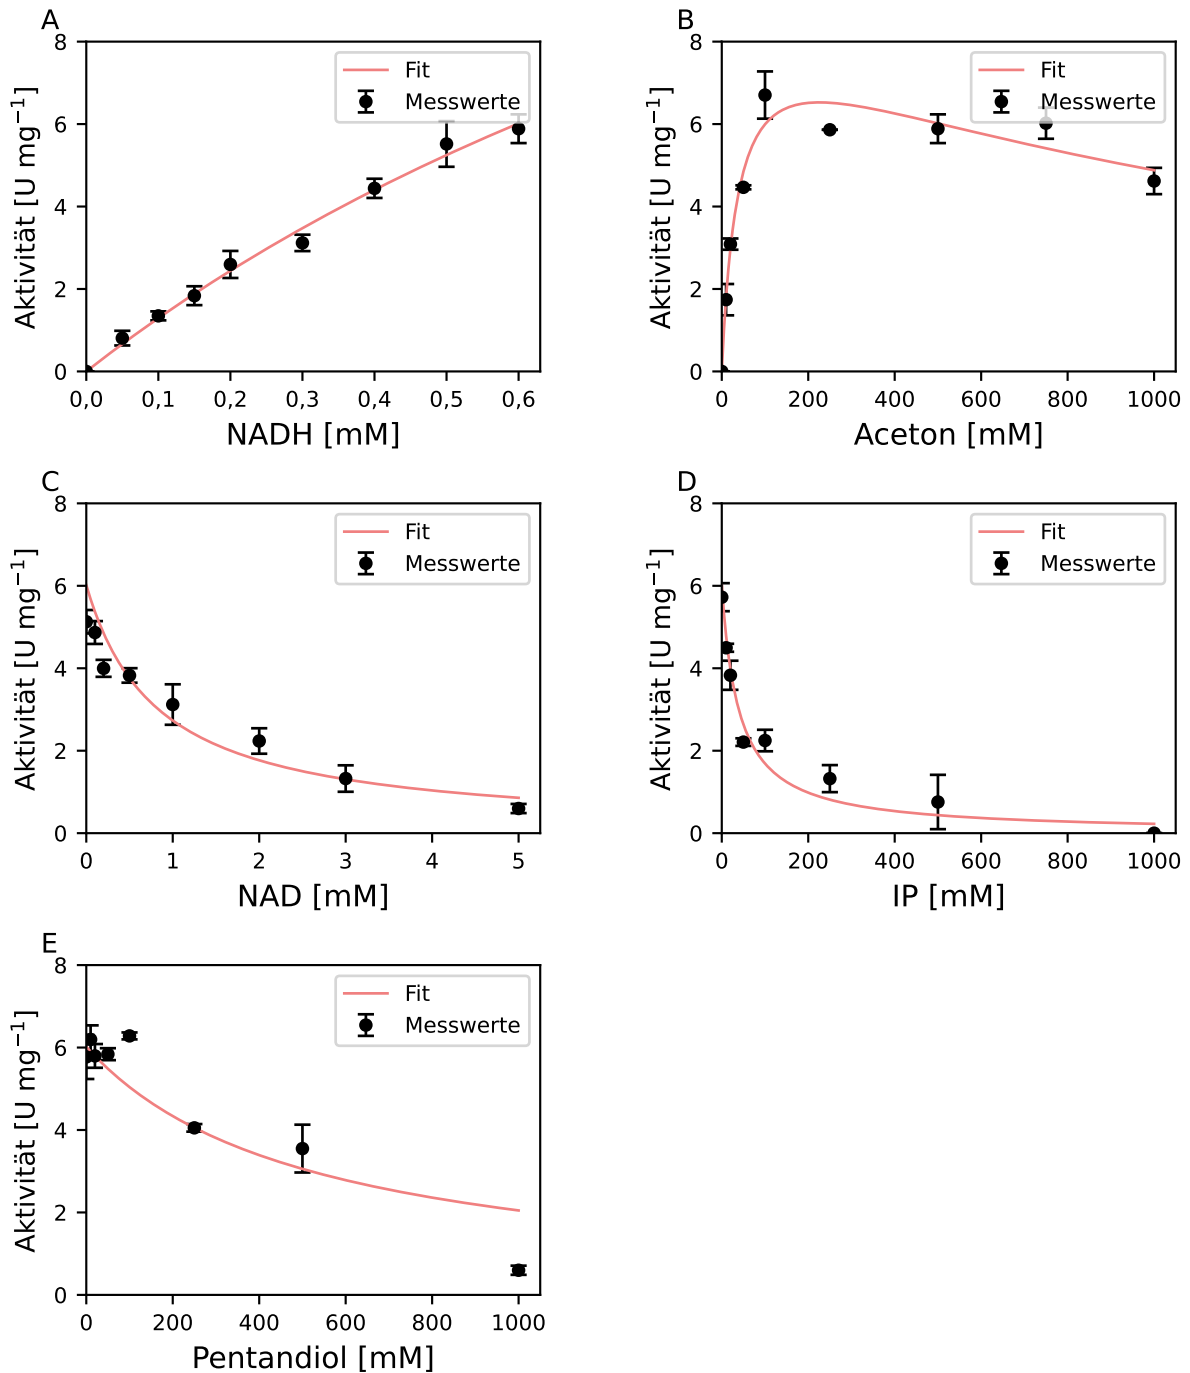 A
8
6
4
2
0
Aktivität [U mg⁻¹]
Fit
Messwerte
0,0 0,1 0,2 0,3 0,4 0,5 0,6
NADH [mM]
B
8
6
4
2
0
Aktivität [U mg⁻¹]
Fit
Messwerte
0 200 400 600 800 1000
Aceton [mM]
C
8
6
4
2
0
Aktivität [U mg⁻¹]
Fit
Messwerte
0 1 2 3 4 5
NAD [mM]
D
8
6
4
2
0
Aktivität [U mg⁻¹]
Fit
Messwerte
0 200 400 600 800 1000
IP [mM]
E
8
6
4
2
0
Aktivität [U mg⁻¹]
Fit
Messwerte
0 200 400 600 800 1000
Pentandiol [mM]